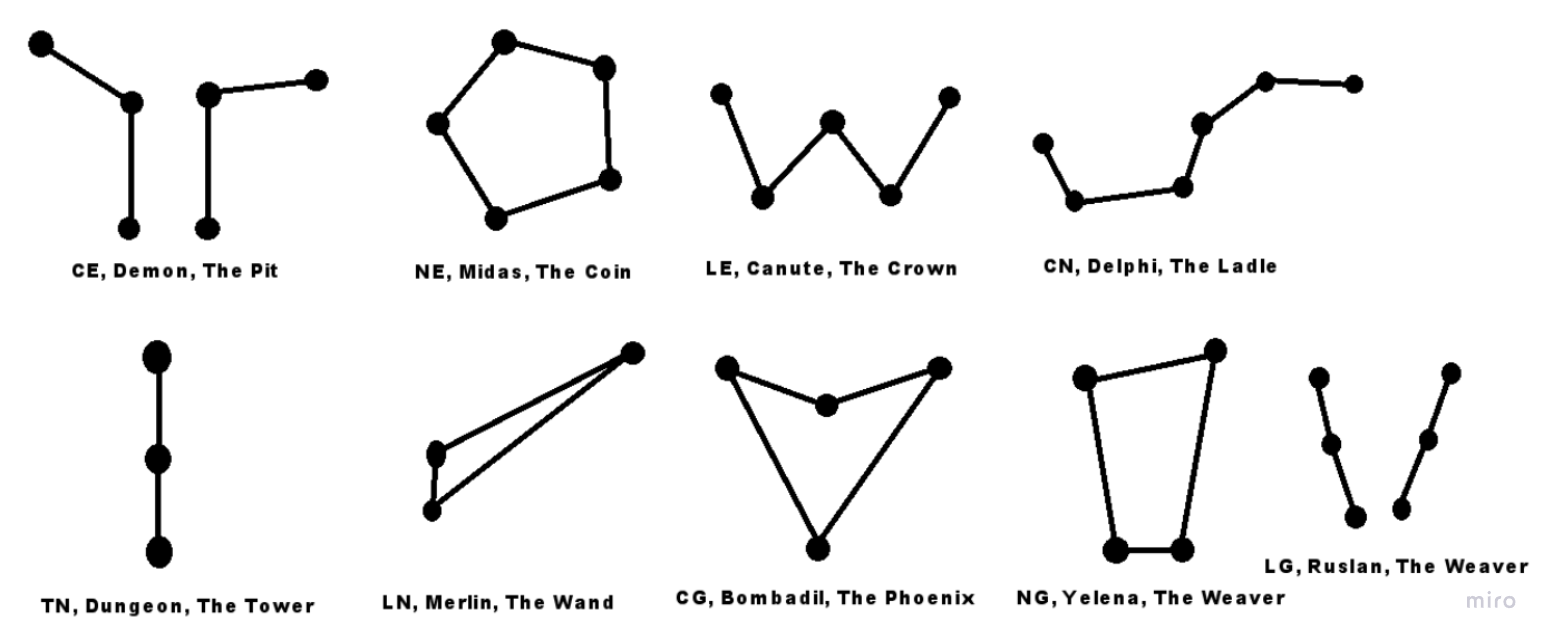 CE, Demon, The Pit
NE, Midas, The Coin
LE, Canute, The Crown
CN, Delphi, The Ladle
TN, Dungeon, The Tower
LN, Merlin, The Wand
CG, Bombadil, The Phoenix
NG, Yelena, The Weaver
LG, Ruslan, The Weaver
miro